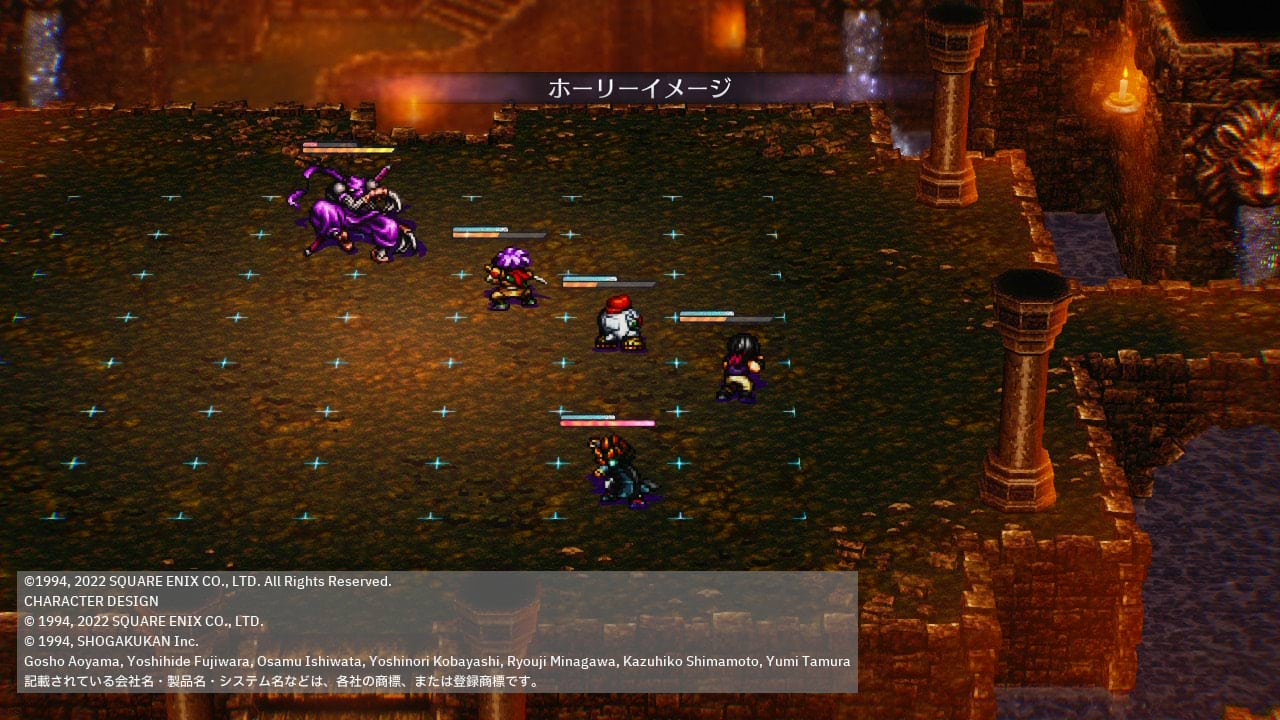 ホーリーイメージ
©1994, 2022 SQUARE ENIX CO., LTD. All Rights Reserved.
CHARACTER DESIGN
© 1994, 2022 SQUARE ENIX CO., LTD.
© 1994, SHOGAKUKAN Inc.
Gosho Aoyama, Yoshihide Fujiwara, Osamu Ishiwata, Yoshinori Kobayashi, Ryouji Minagawa, Kazuhiko Shimamoto, Yumi Tamura
記載されている会社名・製品名・システム名などは、各社の商標、または登録商標です。